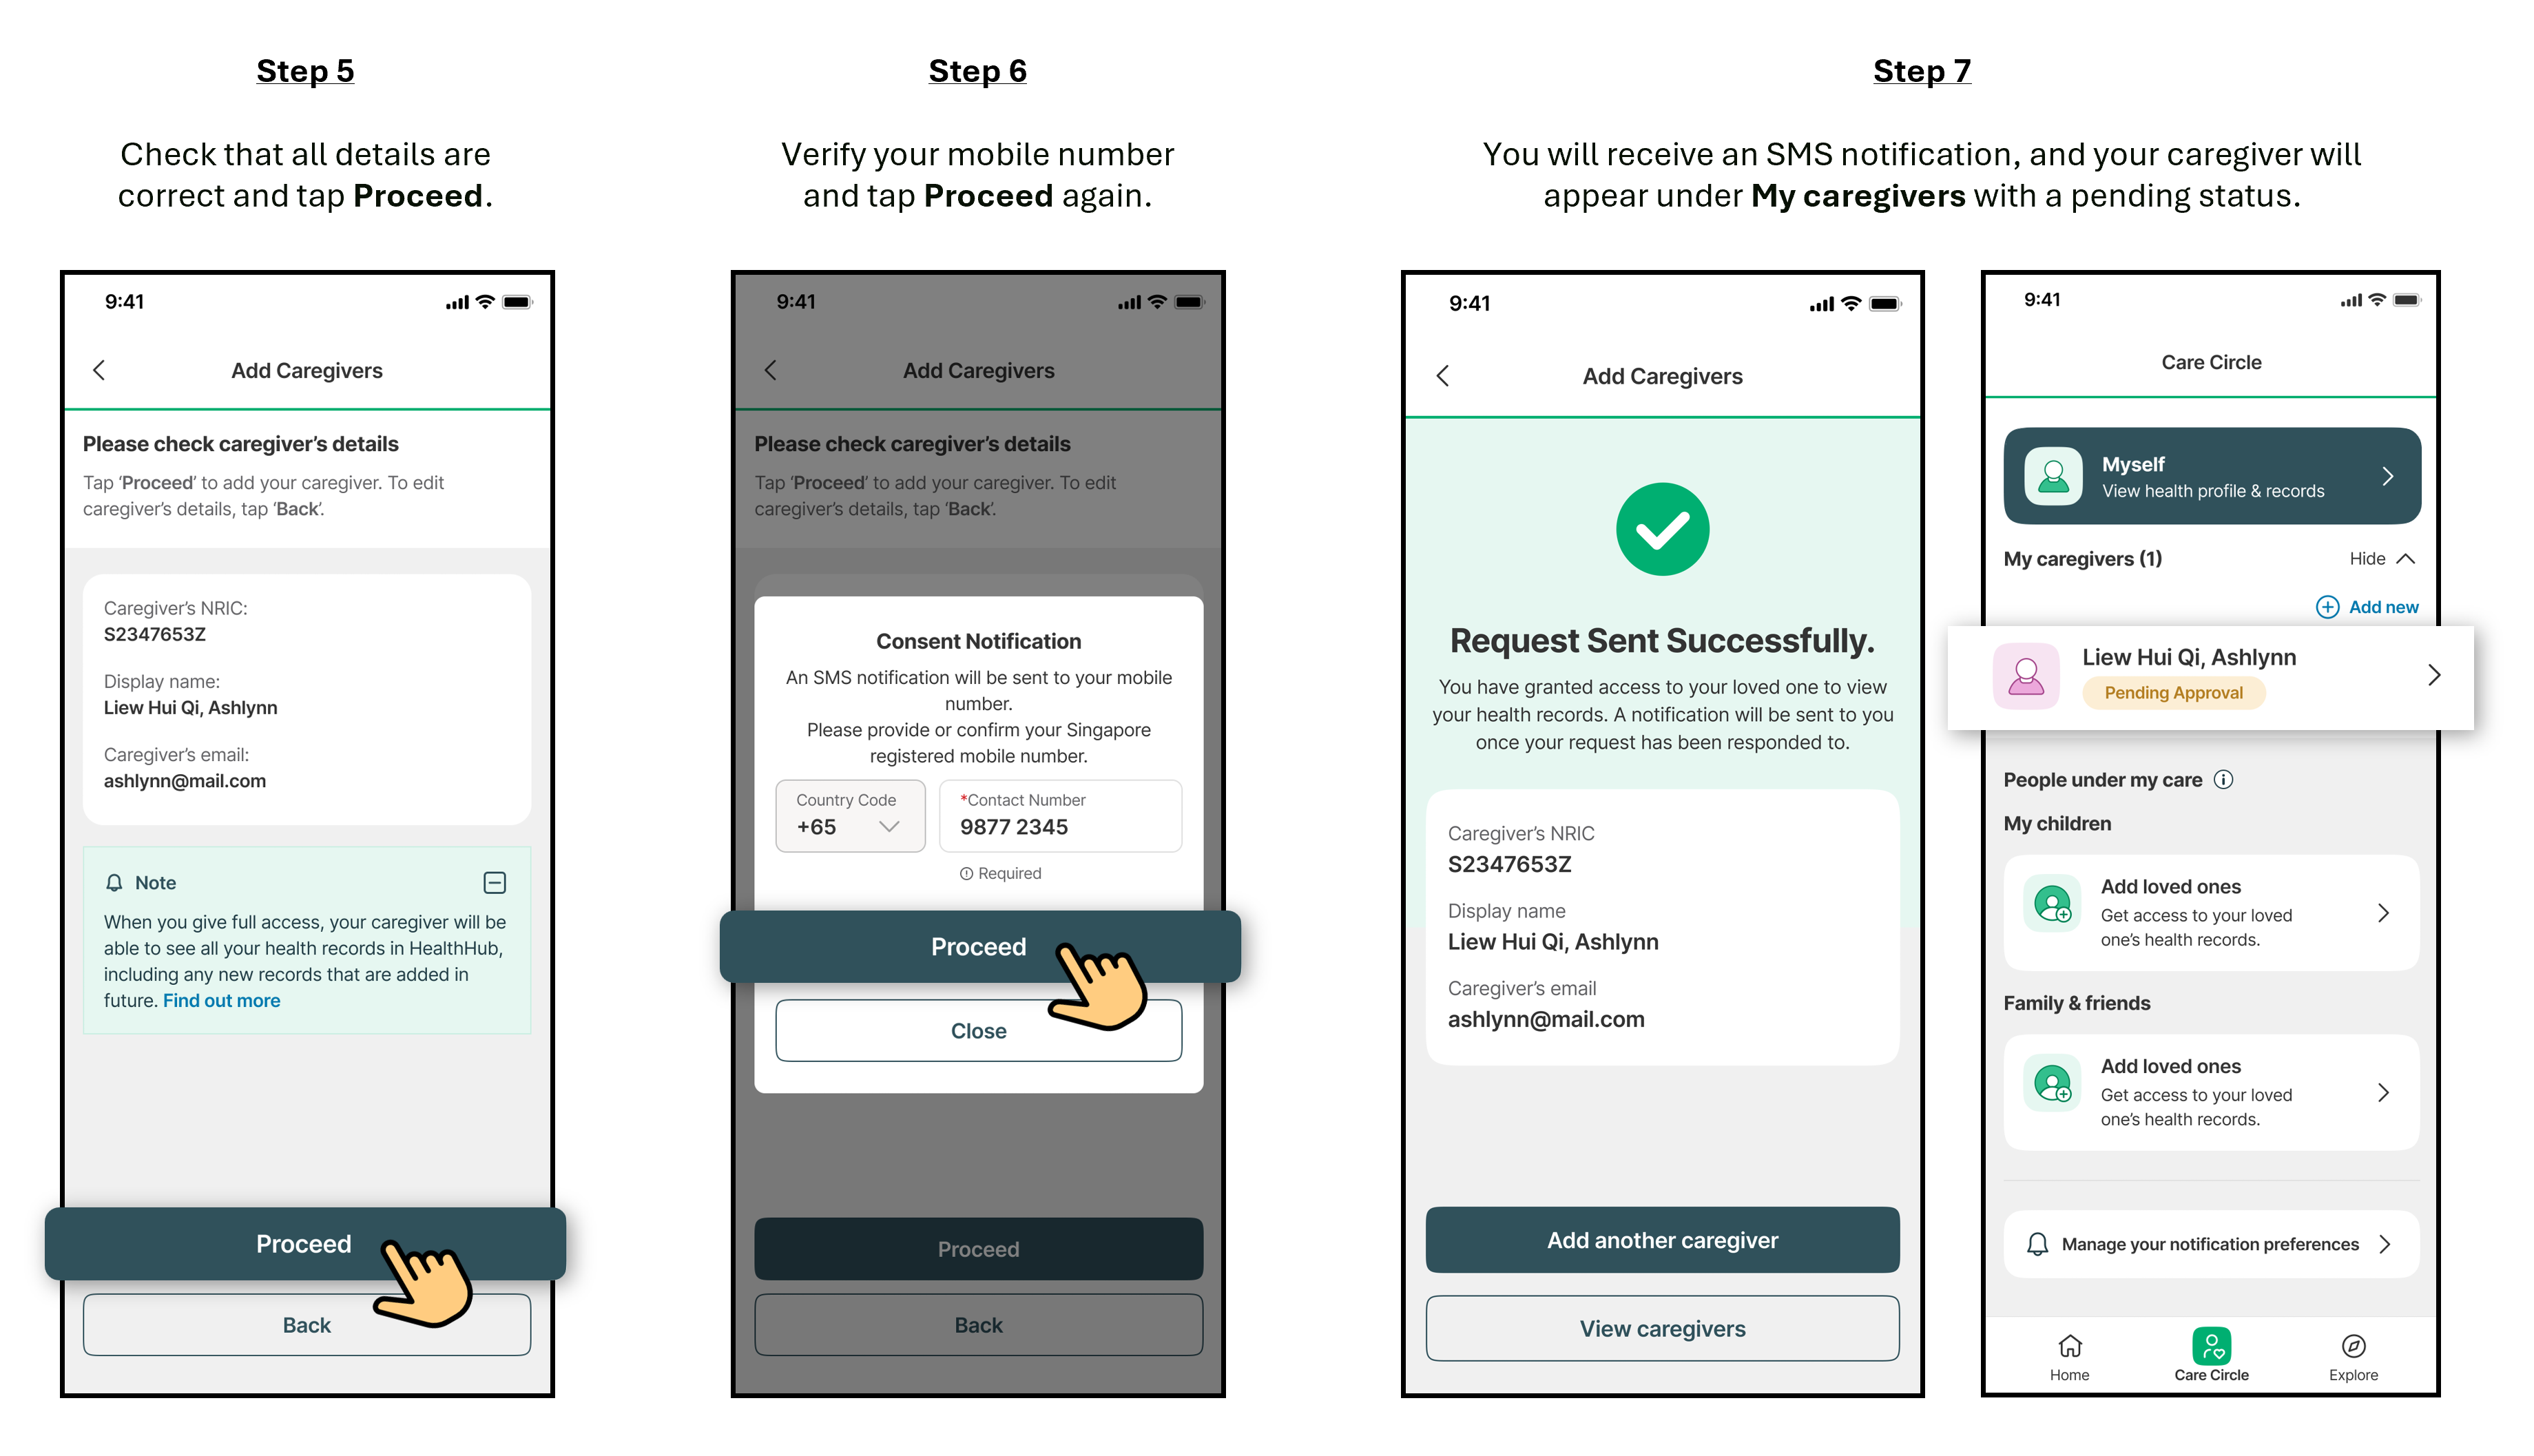 Step 5
Check that all details are
correct and tap Proceed.
9:41
Add Caregivers
Please check caregiver's details
Tap ‘Proceed’ to add your caregiver. To edit
caregiver's details, tap ‘Back’.
Caregiver's NRIC:
S2347653Z
Display name:
Liew Hui Qi, Ashlynn
Caregiver's email:
ashlynn@mail.com
Note
When you give full access, your caregiver will be
able to see all your health records in HealthHub,
including any new records that are added in
future. Find out more
Proceed
Back
Step 6
Verify your mobile number
and tap Proceed again.
9:41
Add Caregivers
Please check caregiver's details
Tap ‘Proceed’ to add your caregiver. To edit
caregiver's details, tap ‘Back’.
Consent Notification
An SMS notification will be sent to your mobile
number.
Please provide or confirm your Singapore
registered mobile number.
Country Code
+65
*Contact Number
9877 2345
Required
Proceed
Close
Proceed
Back
Step 7
You will receive an SMS notification, and your caregiver will
appear under My caregivers with a pending status.
9:41
Add Caregivers
Request Sent Successfully.
You have granted access to your loved one to view
your health records. A notification will be sent to you
once your request has been responded to.
Caregiver's NRIC
S2347653Z
Display name
Liew Hui Qi, Ashlynn
Caregiver's email
ashlynn@mail.com
Add another caregiver
View caregivers
9:41
Care Circle
Myself
View health profile & records
My caregivers (1)
Hide
Add new
Liew Hui Qi, Ashlynn
Pending Approval
People under my care
My children
Add loved ones
Get access to your loved
one's health records.
Family & friends
Add loved ones
Get access to your loved
one's health records.
Manage your notification preferences
Home
Care Circle
Explore